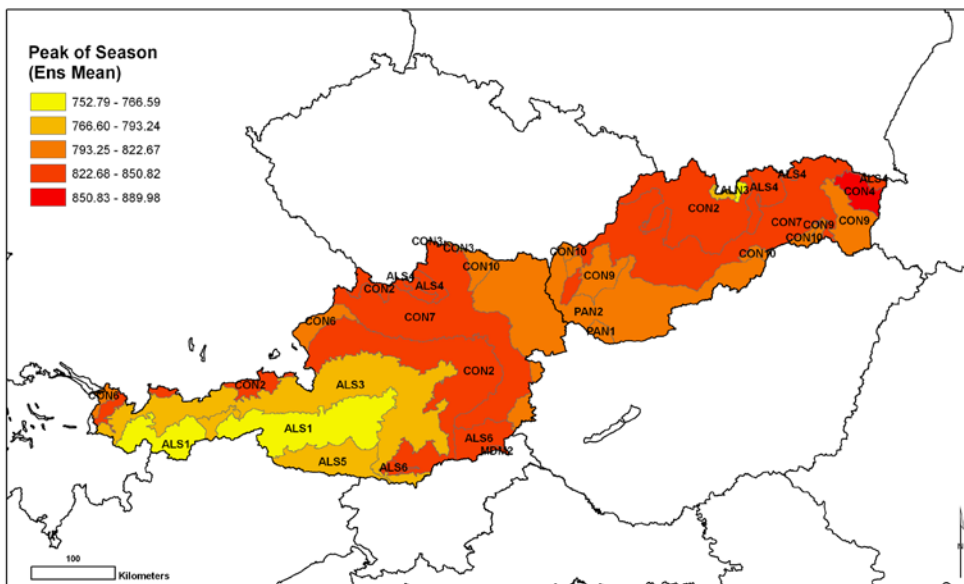 Peak of Season
(Ens Mean)
752.79 - 766.59
766.60 - 793.24
793.25 - 822.67
822.68 - 850.82
850.83 - 889.98
ALS4
ALS4
ALN3
ALS4
CON4
CON2
CON7
CON9
CON9
CON10
CON3
CON3
CON10
CON10
CON10
ALS4
CON9
CON2
ALS4
PAN2
CON7
CON6
PAN1
CON2
ALS3
CON2
CON6
ALS1
ALS1
ALS6
MDM2
ALS5
ALS6
100
Kilometers